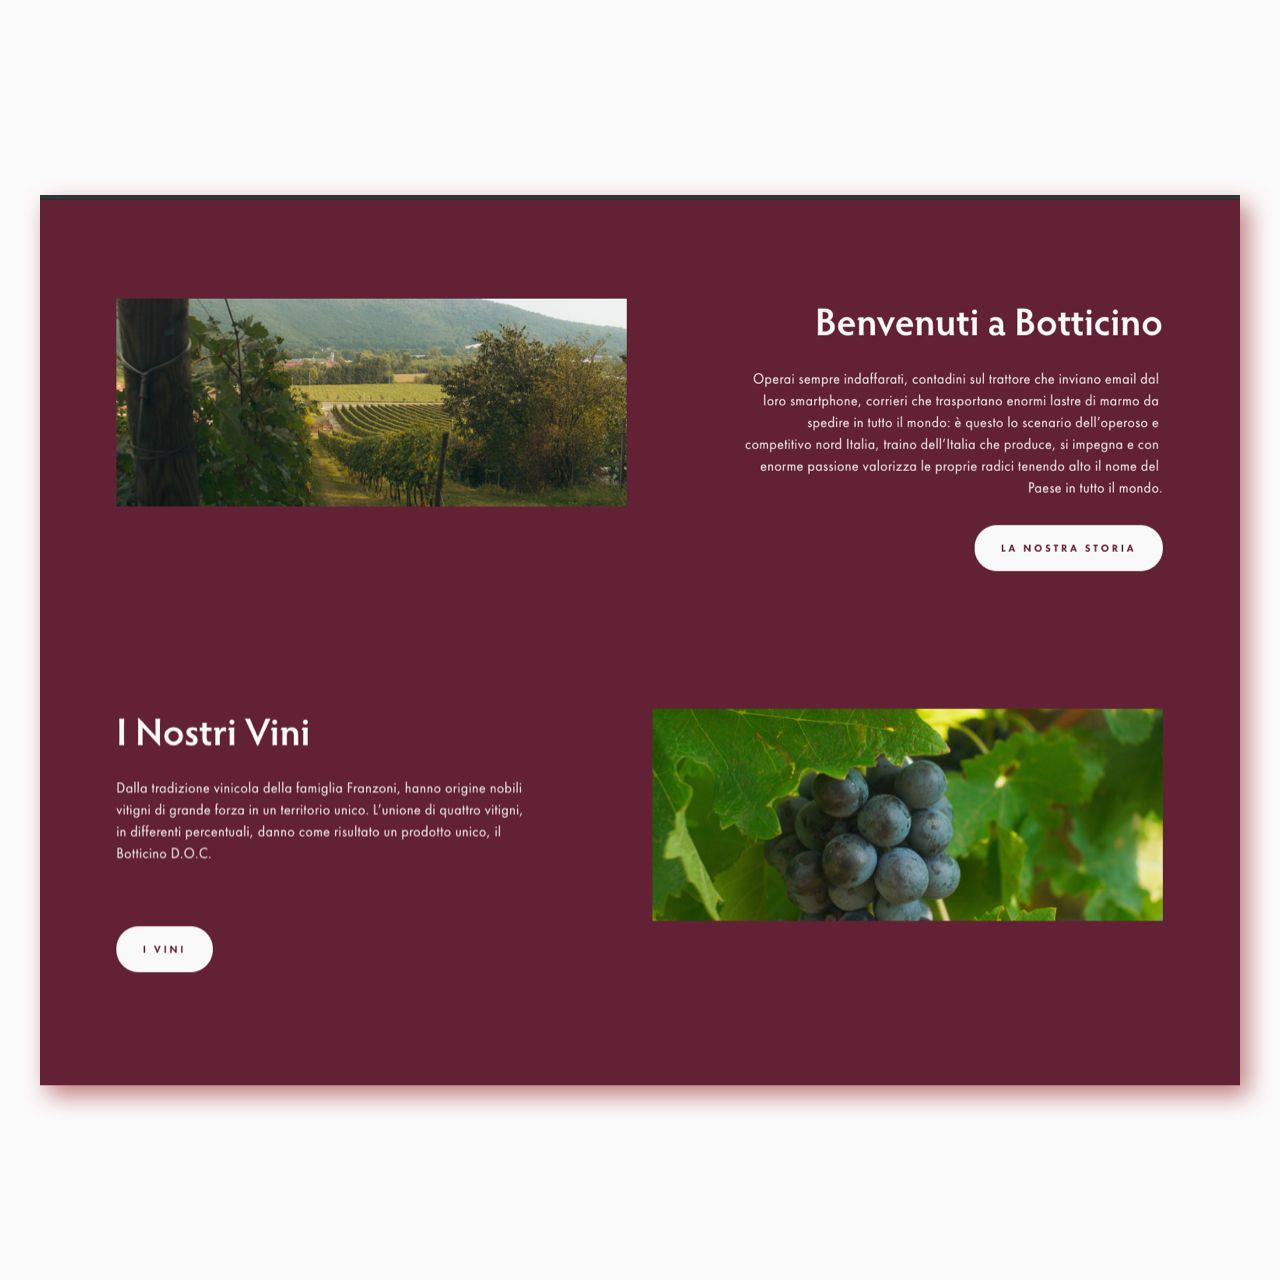 Benvenuti a Botticino
Operai sempre indaffarati, contadini sul trattore che inviano email dal
loro smartphone, corrieri che trasportano enormi lastre di marmo da
spedire in tutto il mondo: è questo lo scenario dell’operoso e
competitivo nord Italia, traino dell’Italia che produce, si impegna e con
enorme passione valorizza le proprie radici tenendo alto il nome del
Paese in tutto il mondo.
LA NOSTRA STORIA
I Nostri Vini
Dalla tradizione vinicola della famiglia Franzoni, hanno origine nobili
vitigni di grande forza in un territorio unico. L’unione di quattro vitigni,
in differenti percentuali, danno come risultato un prodotto unico, il
Botticino D.O.C.
I VINI